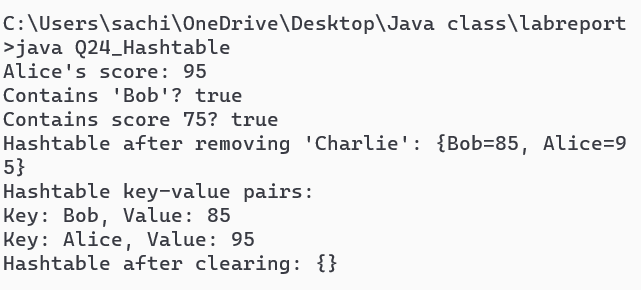 C:\Users\sachi\OneDrive\Desktop\Java class\labreport
>java Q24_Hashtable
Alice's score: 95
Contains 'Bob'? true
Contains score 75? true
Hashtable after removing 'Charlie': {Bob=85, Alice=9
5}
Hashtable key-value pairs:
Key: Bob, Value: 85
Key: Alice, Value: 95
Hashtable after clearing: {}